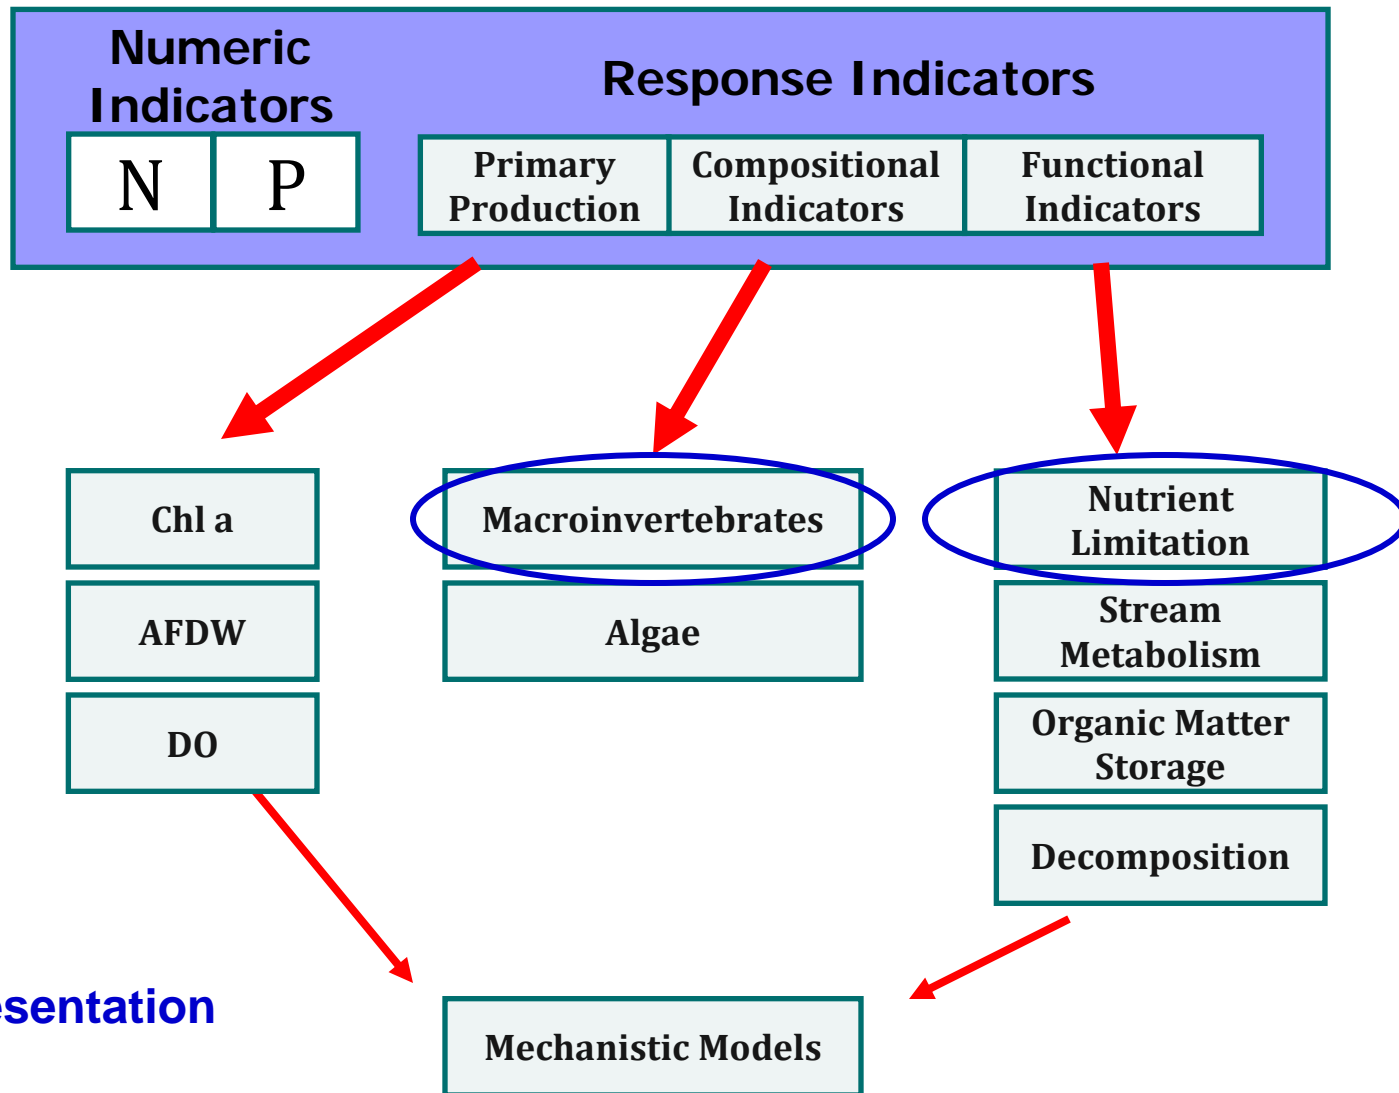 Numeric
Indicators
Response Indicators
N
P
Primary
Production
Compositional
Indicators
Functional
Indicators
Chl a
AFDW
DO
Macroinvertebrates
Algae
Nutrient
Limitation
Stream
Metabolism
Organic Matter
Storage
Decomposition
esentation
Mechanistic Models